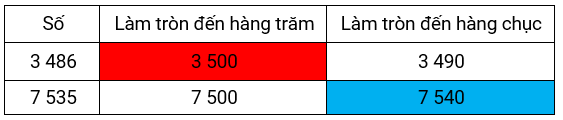 Số Làm tròn đến hàng trăm Làm tròn đến hàng chục
3 486 3 500 3 490
7 535 7 500 7 540